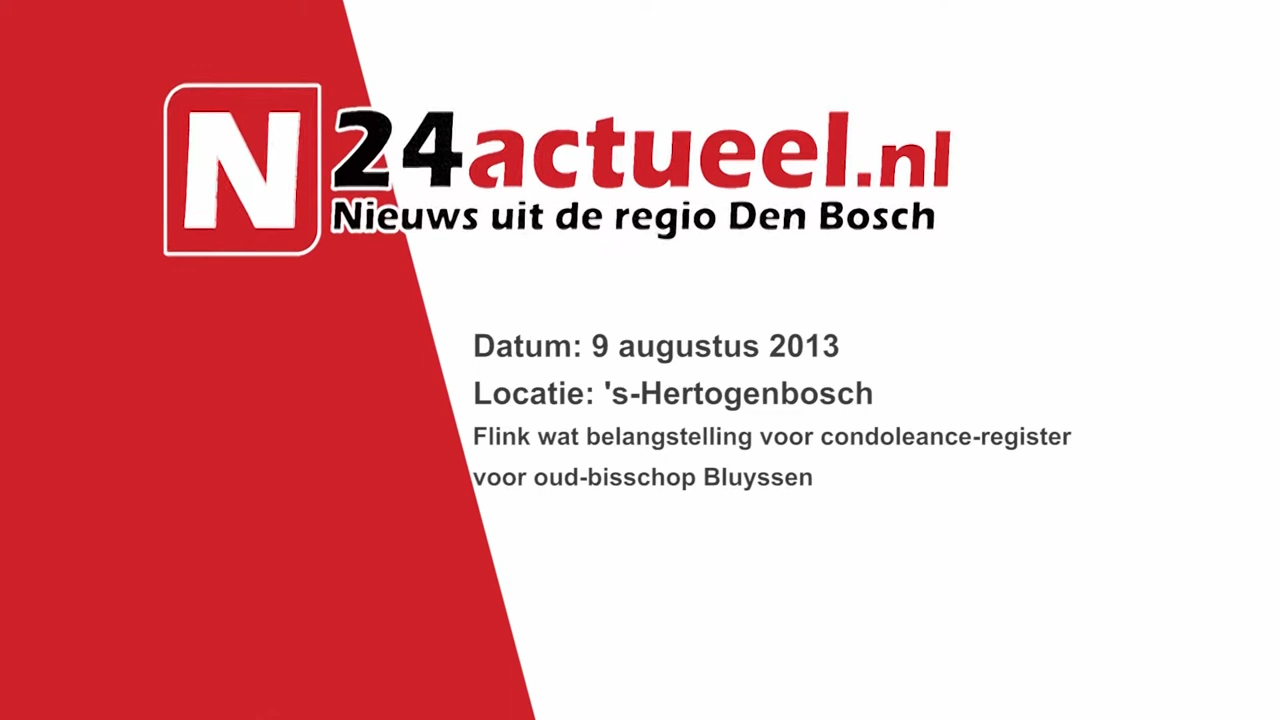 N 24actueel.nl
Nieuws uit de regio Den Bosch
Datum: 9 augustus 2013
Locatie: 's-Hertogenbosch
Flink wat belangstelling voor condoleance-register
voor oud-bisschop Bluyssen